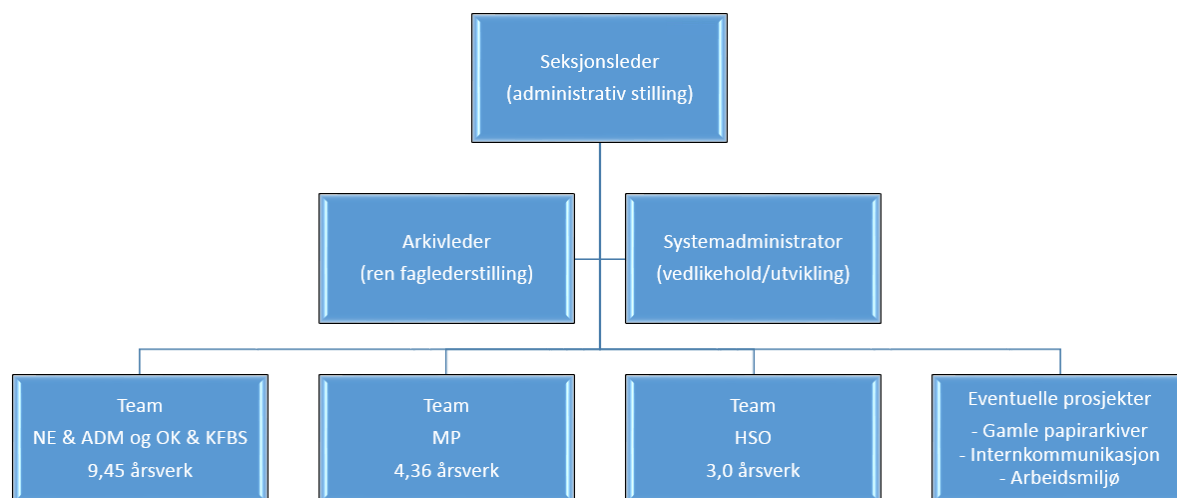 Seksjonsleder
(administrativ stilling)
Arkivleder
(ren faglederstilling)
Systemadministrator
(vedlikehold/utvikling)
Team
NE & ADM og OK & KFBS
9,45 årsverk
Team
MP
4,36 årsverk
Team
HSO
3,0 årsverk
Eventuelle prosjekter
- Gamle papirarkiver
- Internkommunikasjon
- Arbeidsmiljø